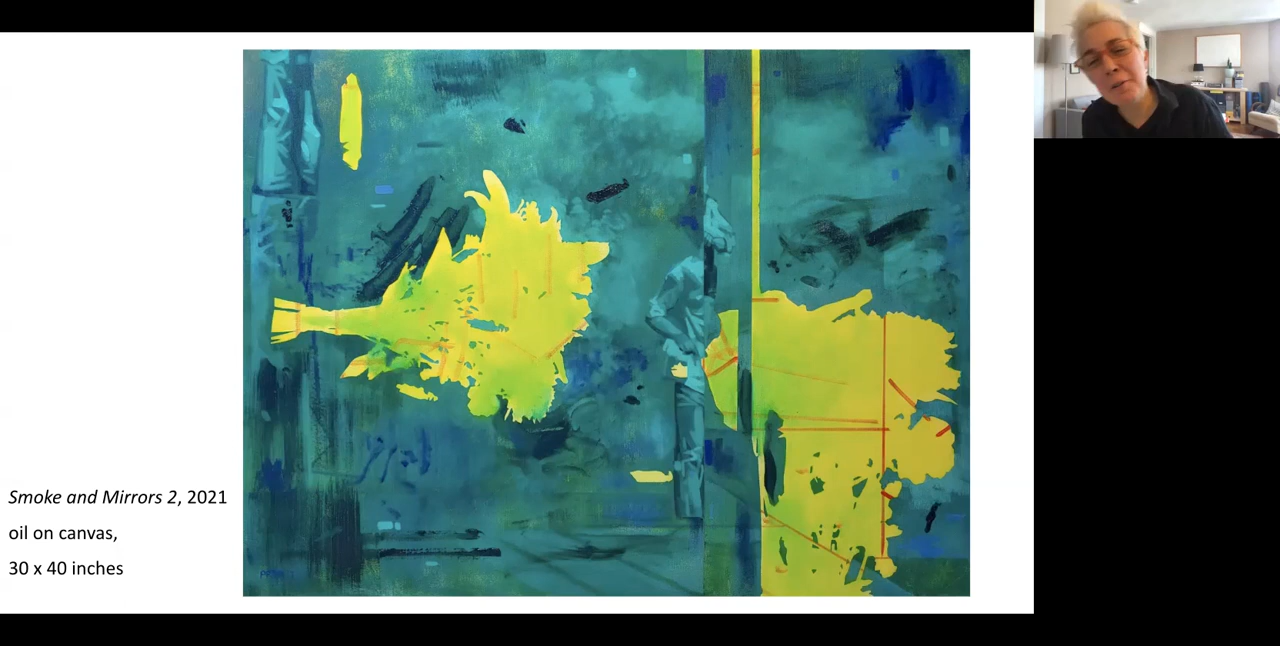 Smoke and Mirrors 2, 2021
oil on canvas,
30 x 40 inches